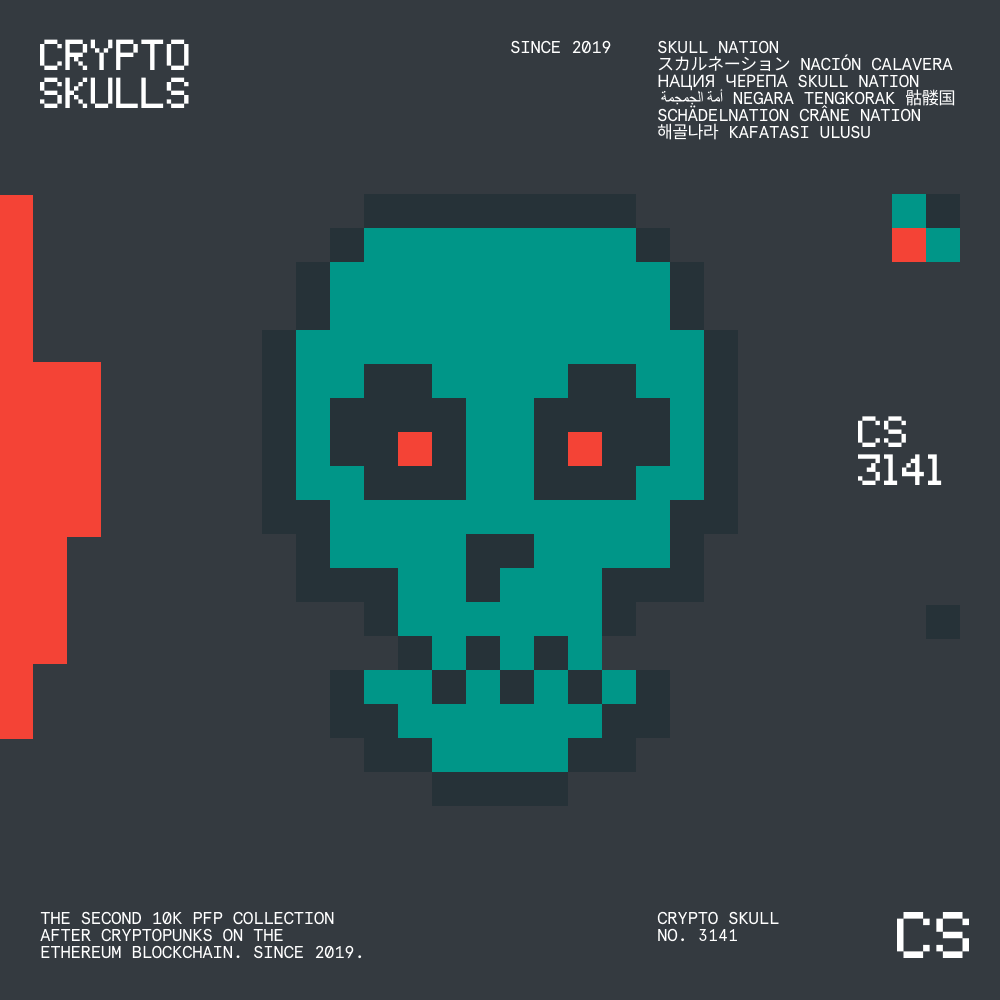 CRYPTO
SKULLS
SINCE 2019
SKULL NATION
スカルネーション NACIÓN CALAVERA
НАЦИЯ ЧЕРЕПА SKULL NATION
أمة الجمجمة NEGARA TENGKORAK 骷髅国
SCHÄDELNATION CRÂNE NATION
해골나라 KAFATASI ULUSU
CS
3141
THE SECOND 10K PFP COLLECTION
AFTER CRYPTOPUNKS ON THE
ETHEREUM BLOCKCHAIN. SINCE 2019.
CRYPTO SKULL
NO. 3141
CS